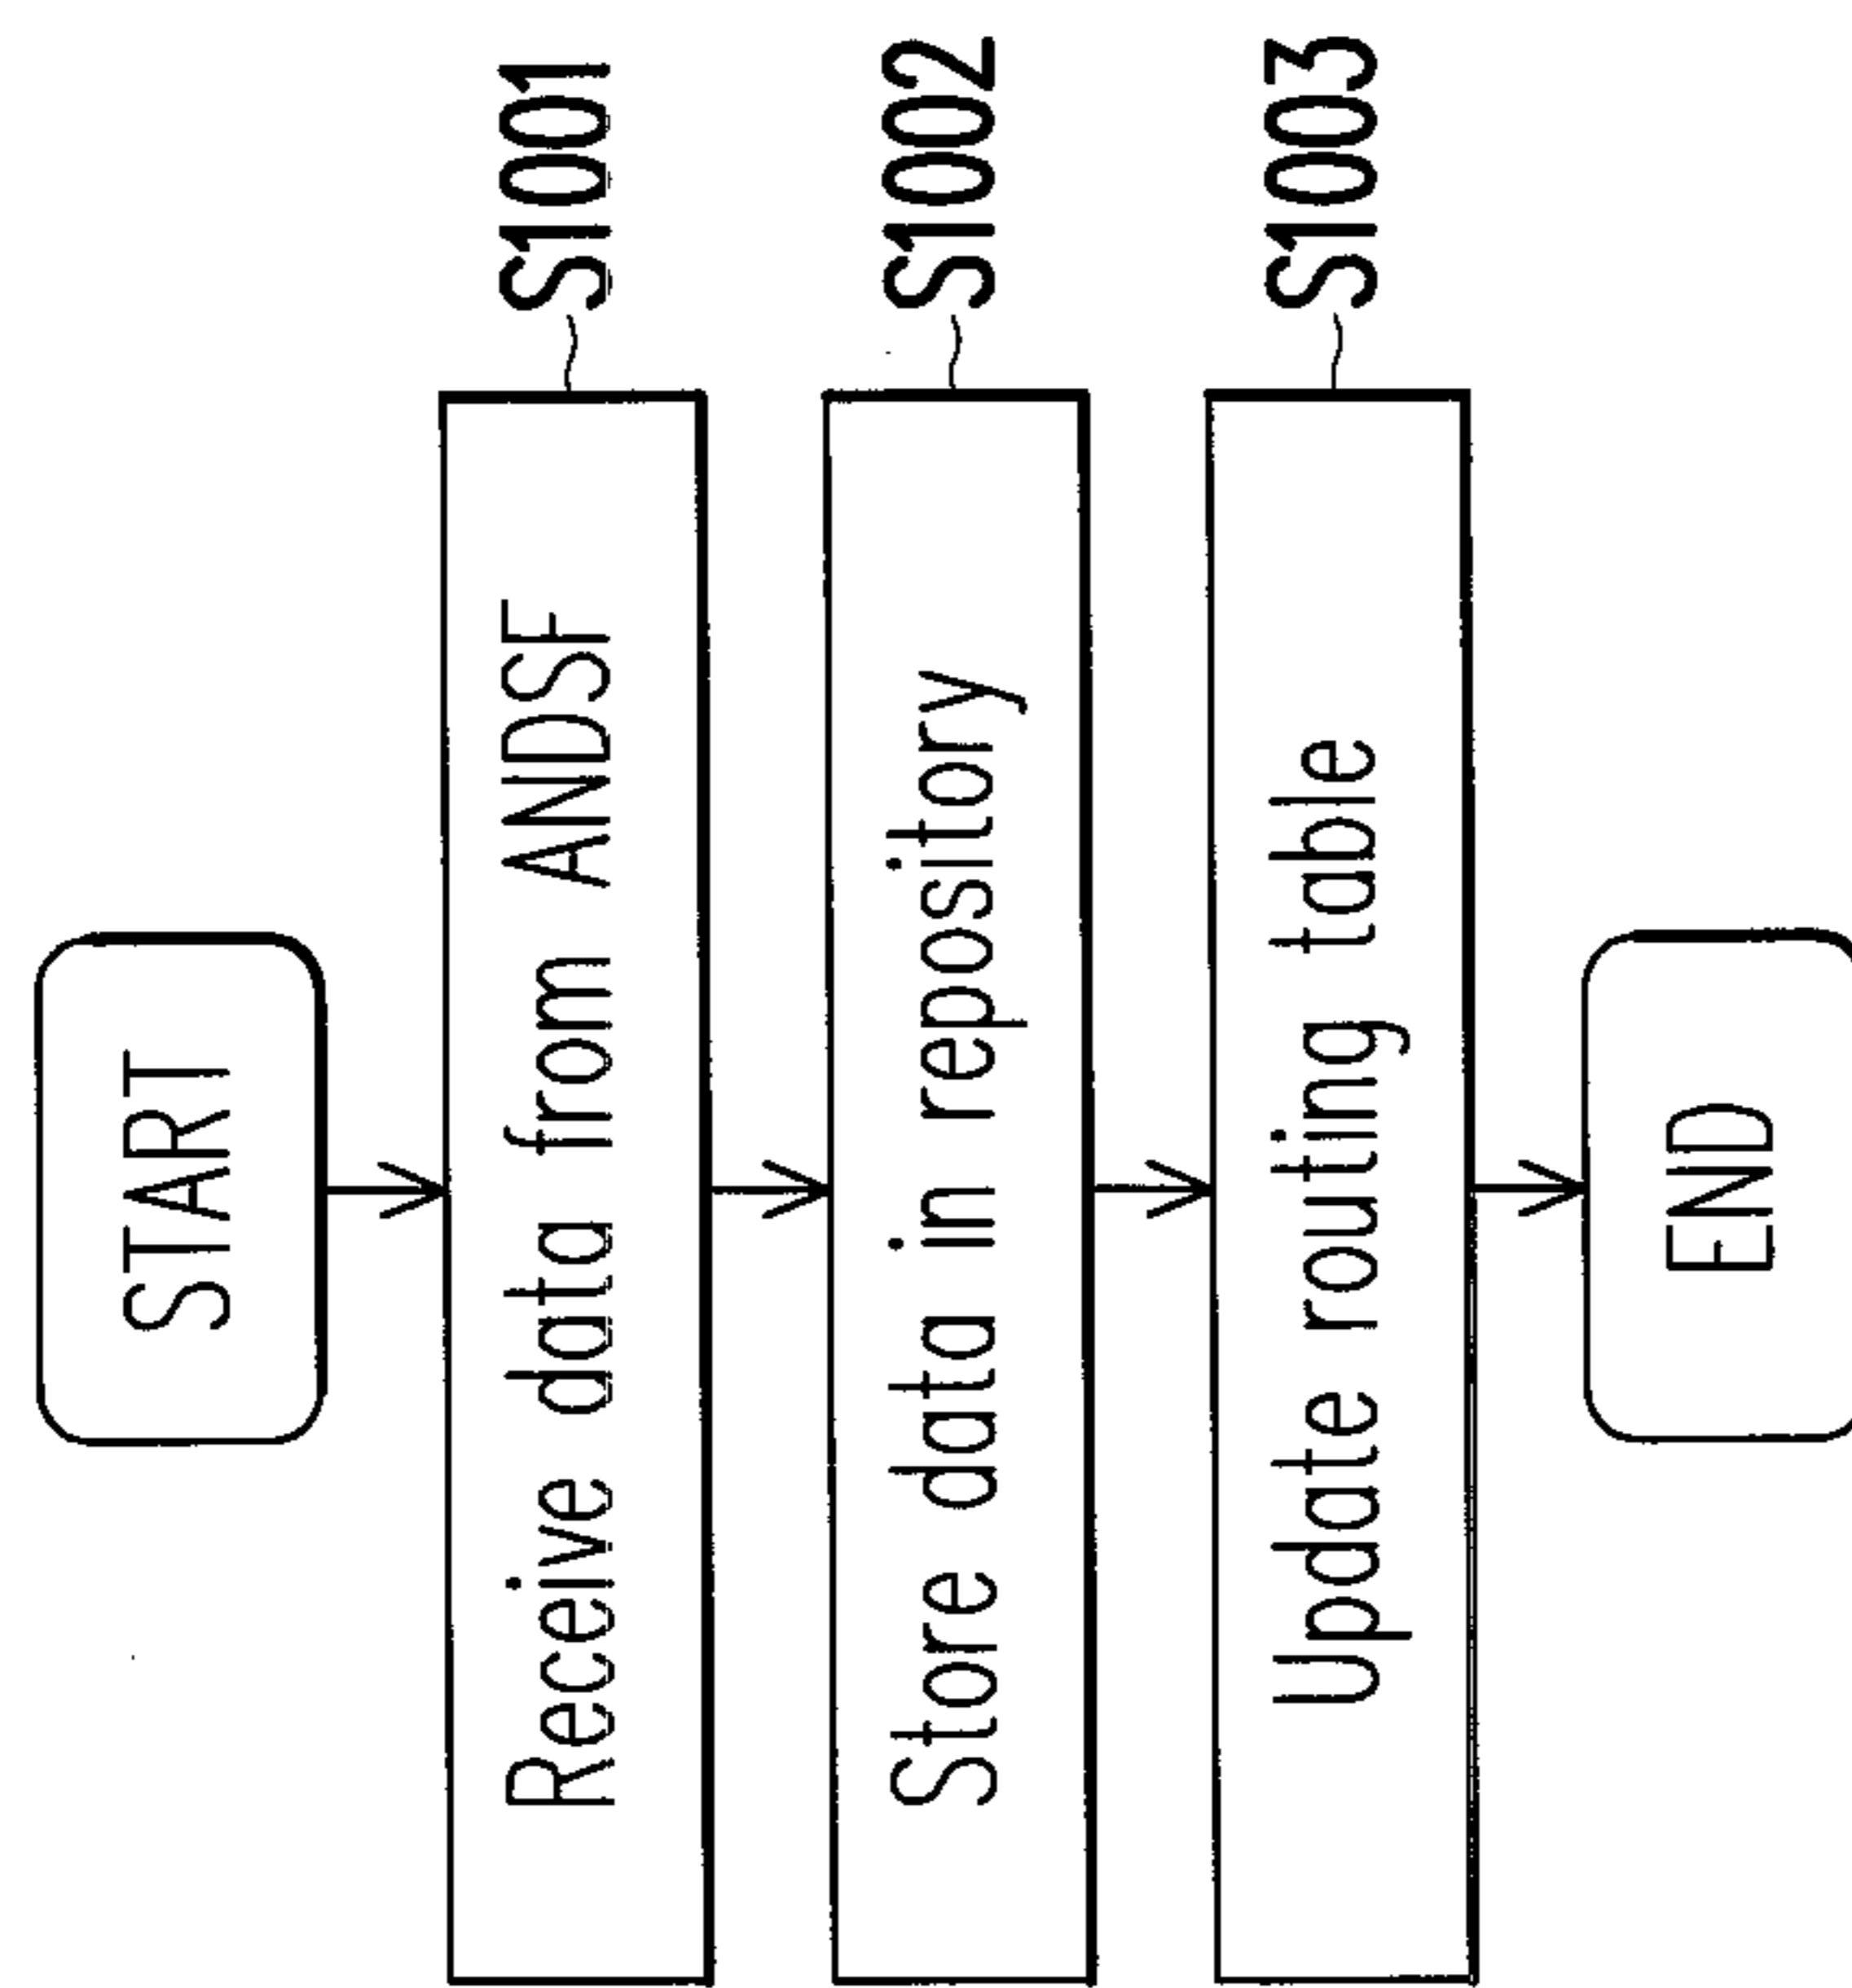 START
Receive data from ANDSF
S1001
Store data in repository
S1002
Update routing table
S1003
END